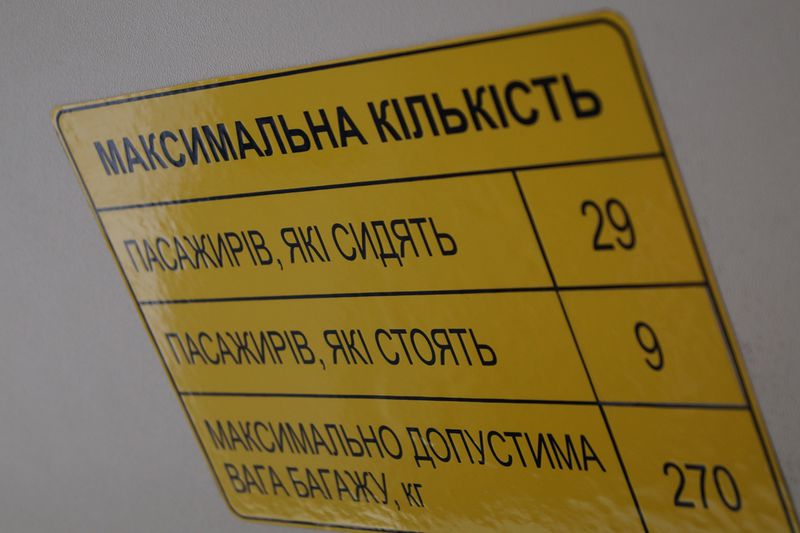 МАКСИМАЛЬНА КІЛЬКІСТЬ
ПАСАЖИРІВ, ЯКІ СИДЯТЬ 29
ПАСАЖИРІВ, ЯКІ СТОЯТЬ 9
МАКСИМАЛЬНО ДОПУСТИМА
ВАГА БАГАЖУ, кг 270